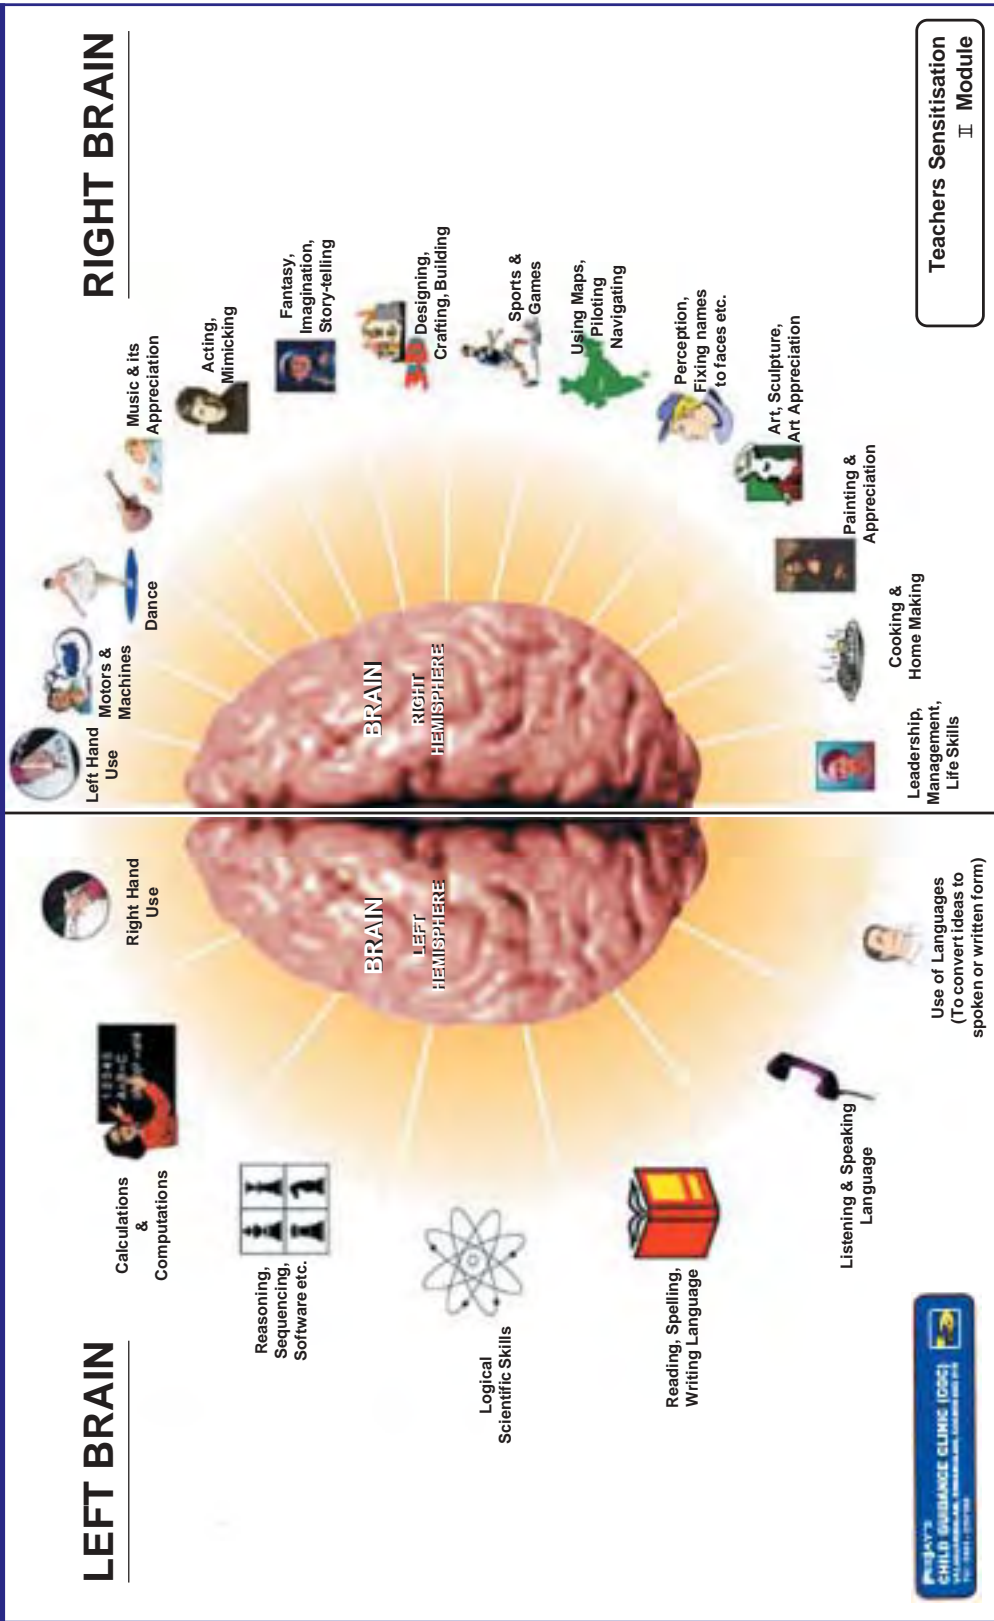 LEFT BRAIN
RIGHT BRAIN
Right Hand
Use
Calculations
&
Computations
Reasoning,
Sequencing,
Software etc.
Logical
Scientific Skills
Reading, Spelling,
Writing Language
Listening & Speaking
Language
Use of Languages
(To convert ideas to
spoken or written form)
BRAIN
LEFT
HEMISPHERE
BRAIN
RIGHT
HEMISPHERE
Left Hand
Use
Motors &
Machines
Dance
Music & its
Appreciation
Acting,
Mimicking
Fantasy,
Imagination,
Story-telling
3D
Designing,
Crafting, Building
Sports &
Games
Using Maps,
Piloting
Navigating
Perception,
Fixing names
to faces etc.
Art, Sculpture,
Art Appreciation
Painting &
Appreciation
Cooking &
Home Making
Leadership,
Management,
Life Skills
CHILD GUIDANCE CLINIC (CGC)
Teachers Sensitisation
II Module